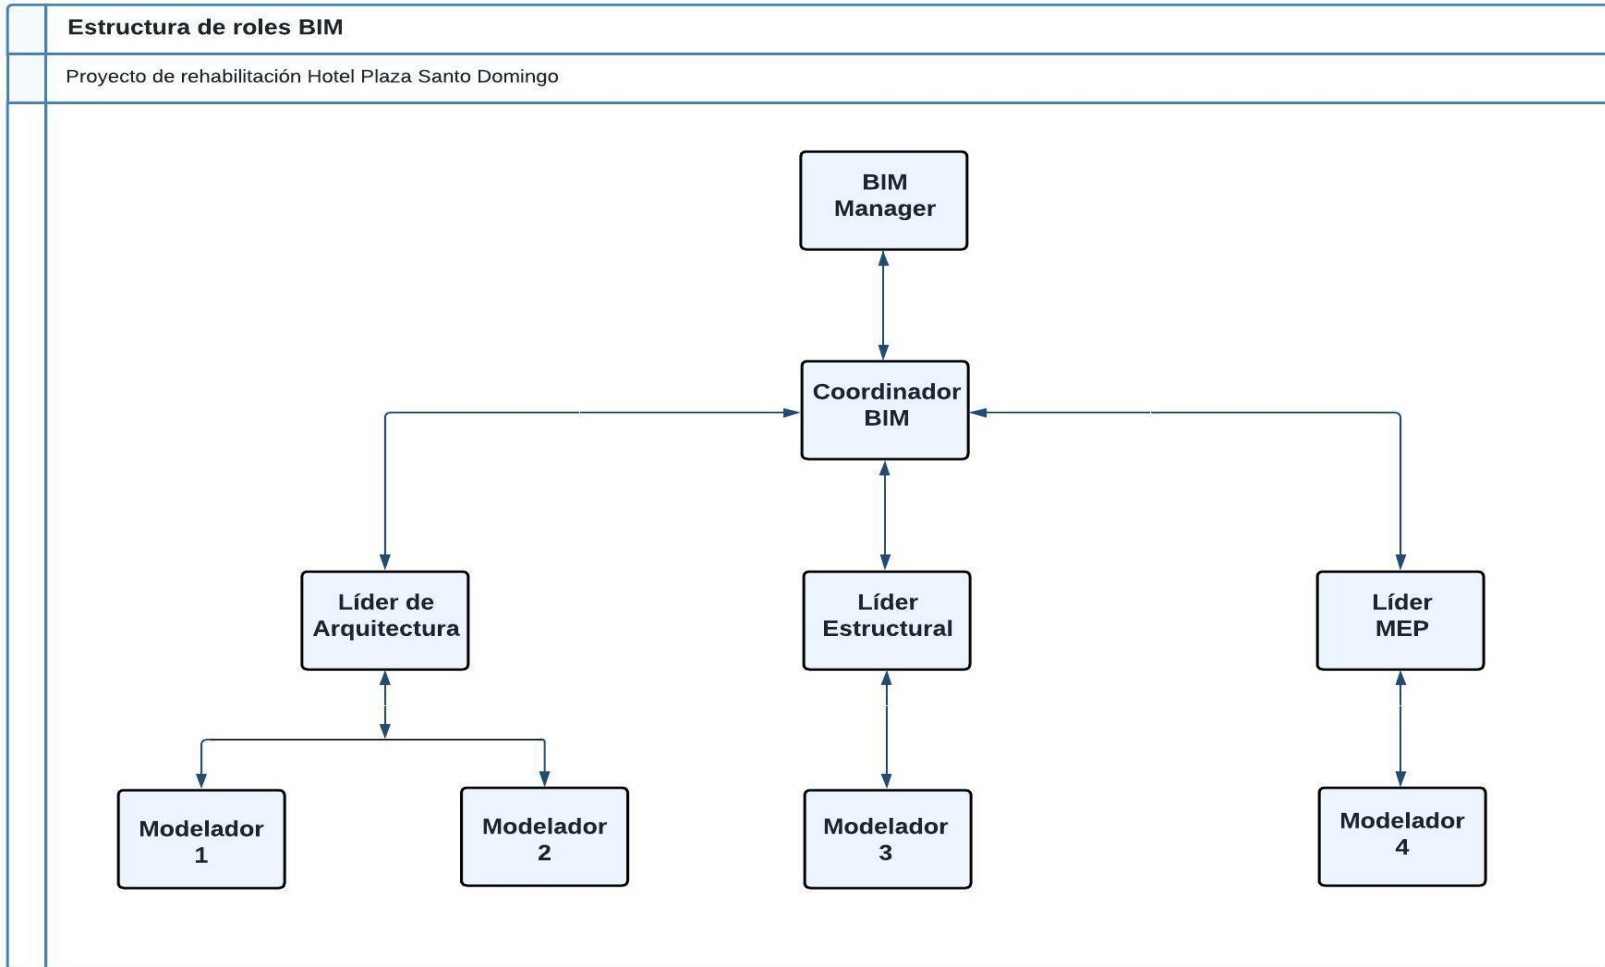 Estructura de roles BIM
Proyecto de rehabilitación Hotel Plaza Santo Domingo
BIM
Manager
Coordinador
BIM
Líder de
Arquitectura
Líder
Estructural
Líder
MEP
Modelador
1
Modelador
2
Modelador
3
Modelador
4